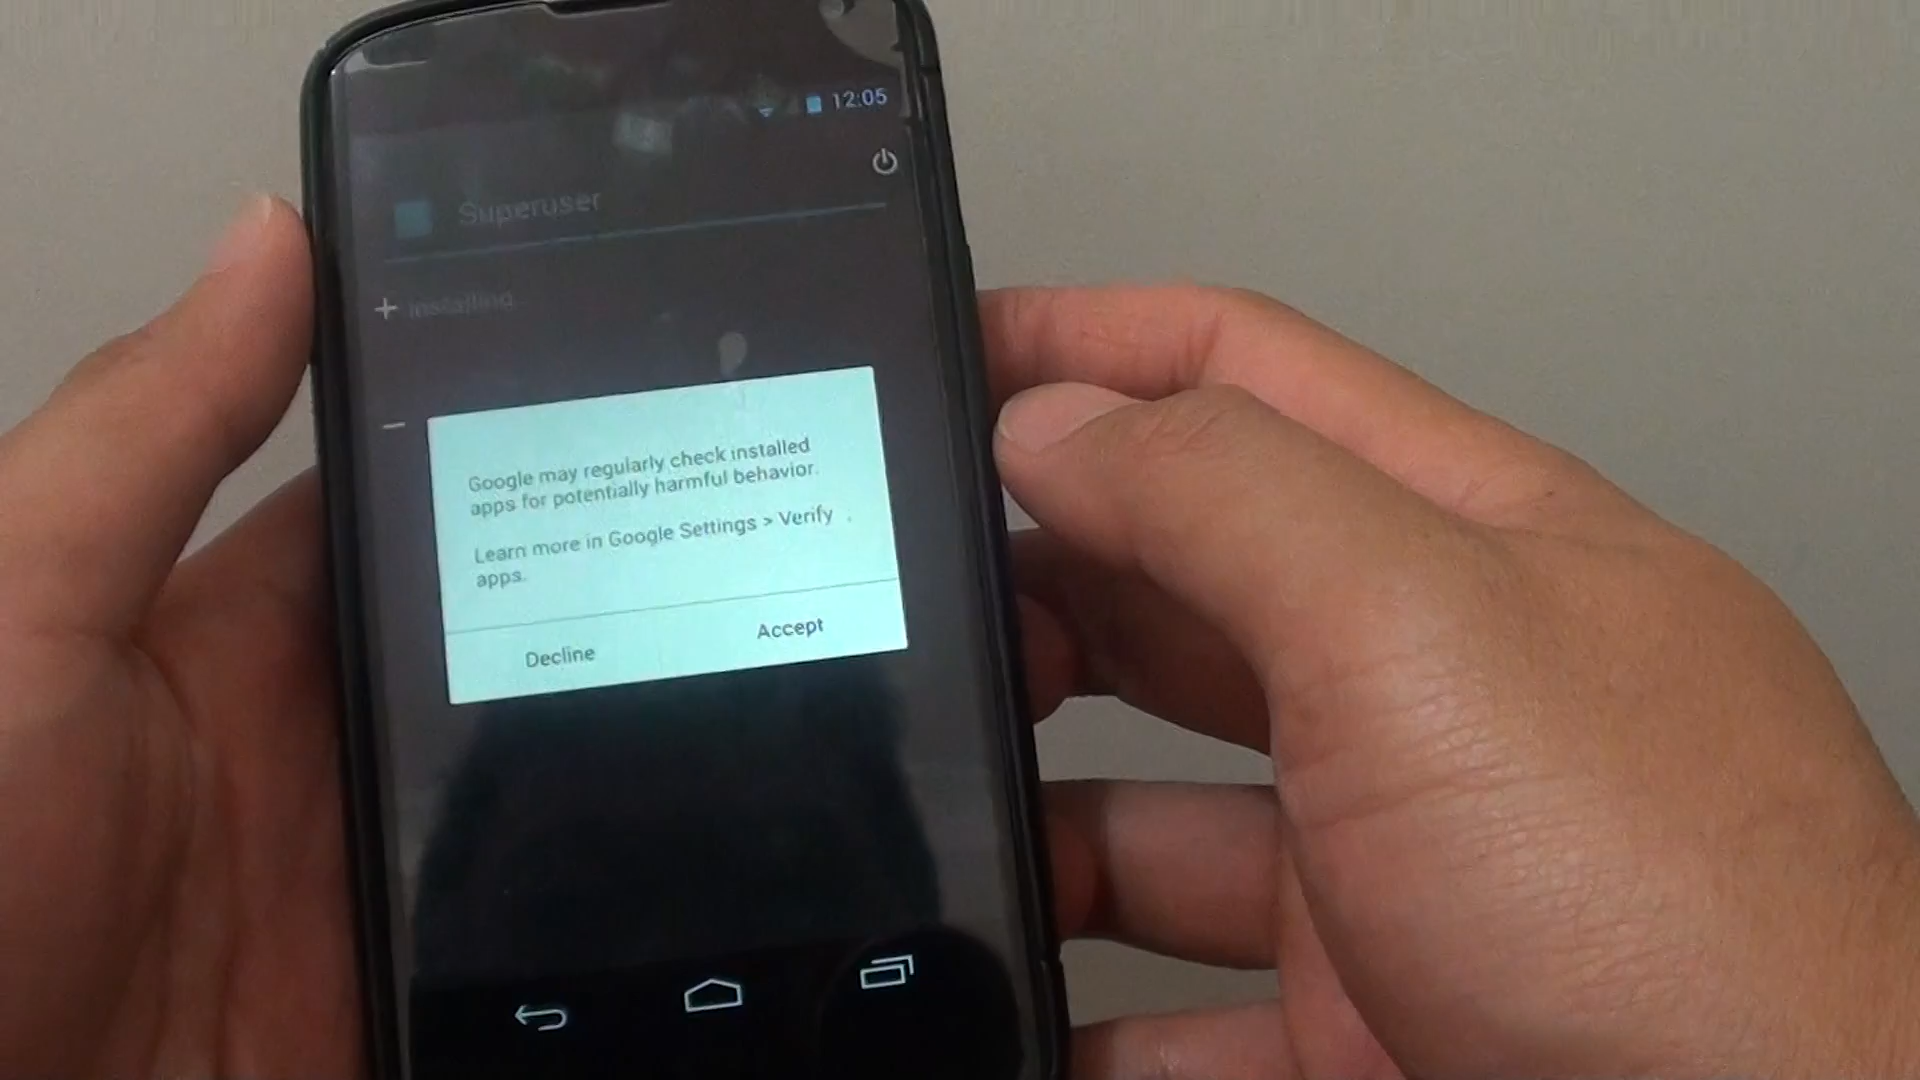 12:05
Superuser
Installing...
Google may regularly check installed
apps for potentially harmful behavior.
Learn more in Google Settings > Verify
apps.
Decline
Accept